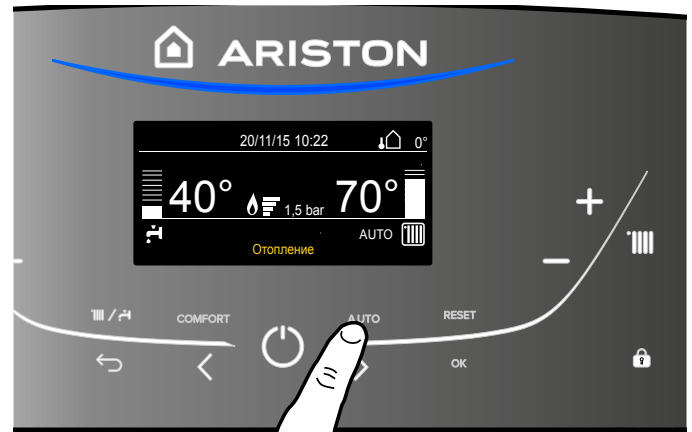 ARISTON
20/11/15 10:22 0°
40° 1,5 bar 70°
AUTO
Отопление
COMFORT AUTO RESET
OK